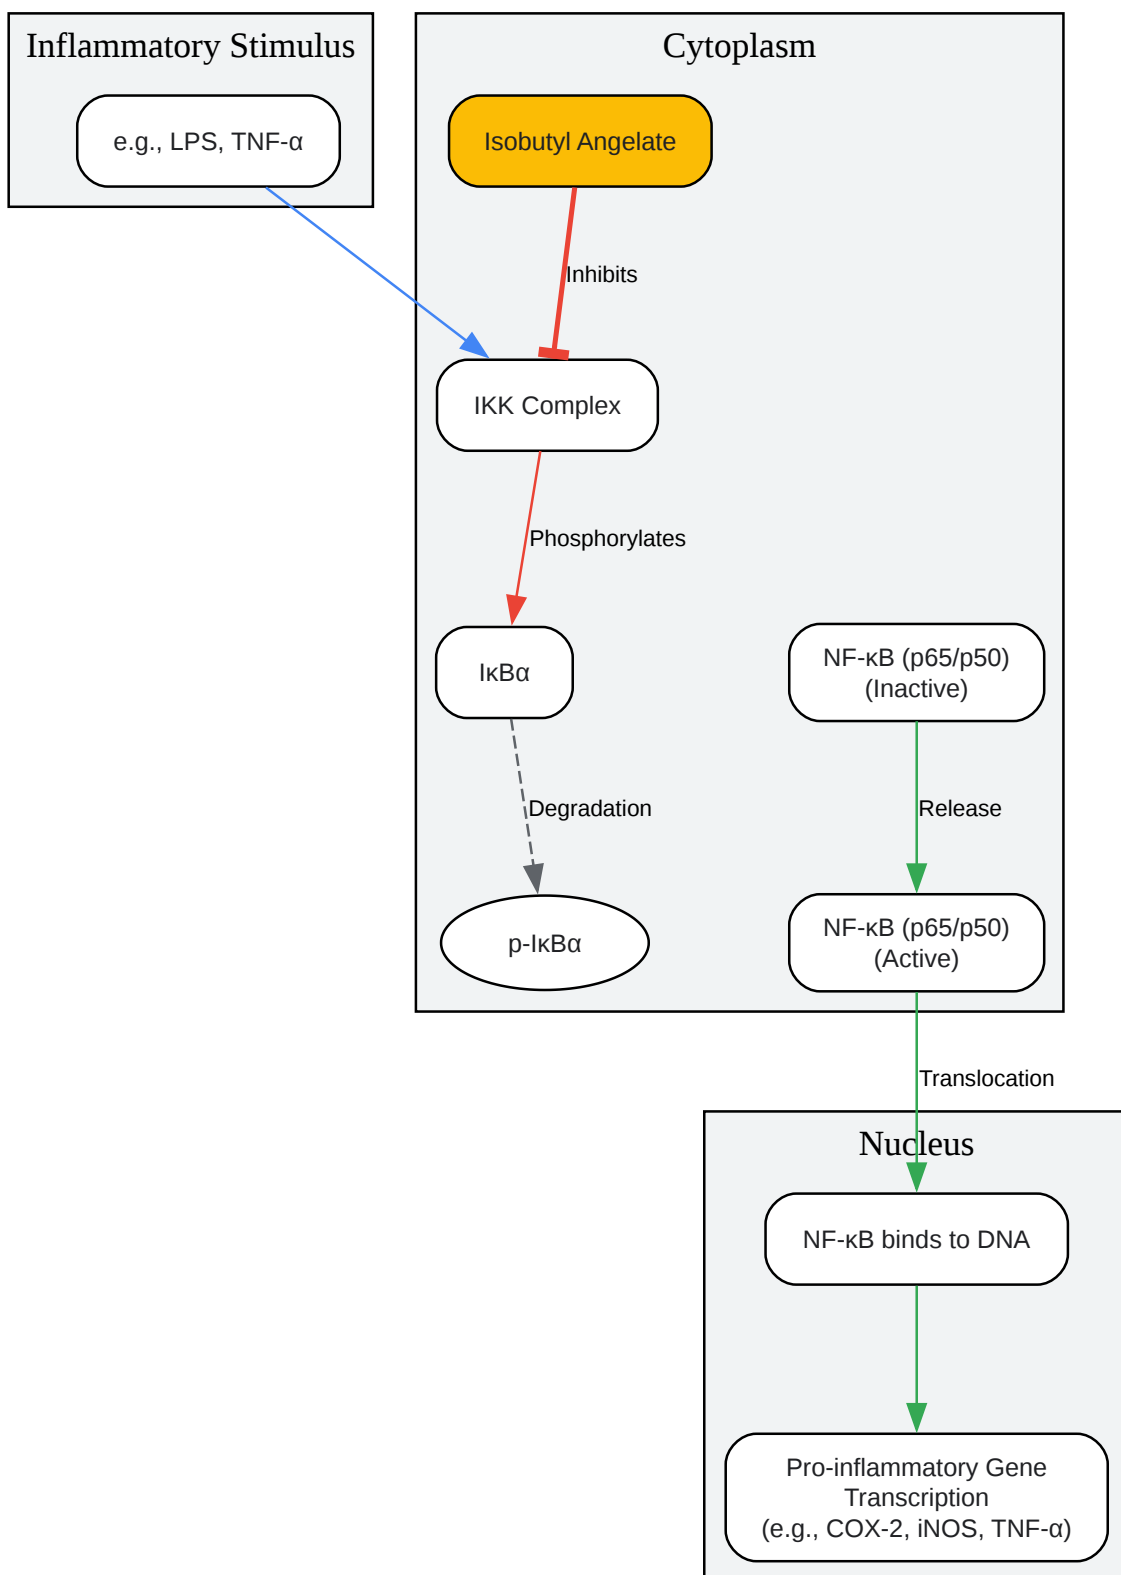 Inflammatory Stimulus
e.g., LPS, TNF-α
Cytoplasm
Isobutyl Angelate
Inhibits
IKK Complex
Phosphorylates
IκBα
NF-κB (p65/p50)
(Inactive)
Degradation
Release
p-IκBα
NF-κB (p65/p50)
(Active)
Translocation
Nucleus
NF-κB binds to DNA
Pro-inflammatory Gene
Transcription
(e.g., COX-2, iNOS, TNF-α)